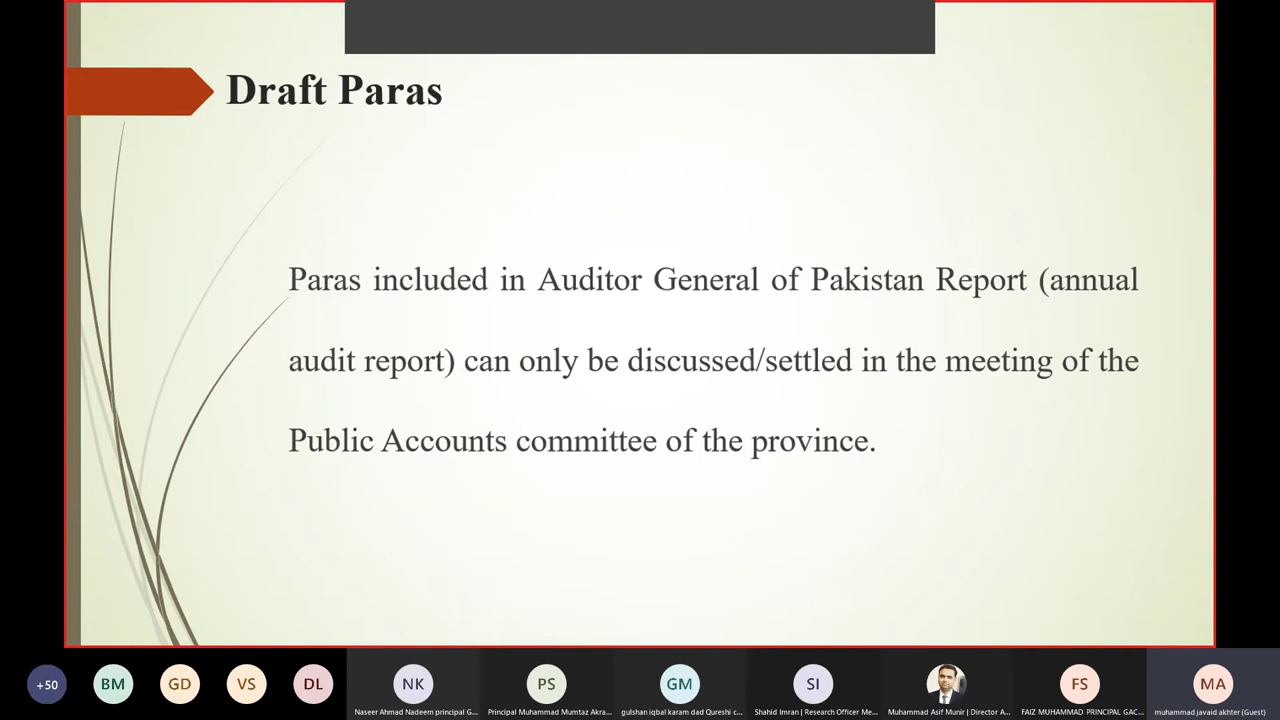 Draft Paras
Paras included in Auditor General of Pakistan Report (annual
audit report) can only be discussed/settled in the meeting of the
Public Accounts committee of the province.
+50
BM
GD
VS
DL
NK
PS
GM
SI
FS
MA
Naseer Ahmad Nadeem principal G...
Principal Muhammad Mumtaz Akra...
gulshan iqbal karam dad Qureshi c...
Shahid Imran | Research Officer Me...
Muhammad Asif Munir | Director A...
FAIZ MUHAMMAD PRINCIPAL GAC...
muhammad javaid akhter (Guest)